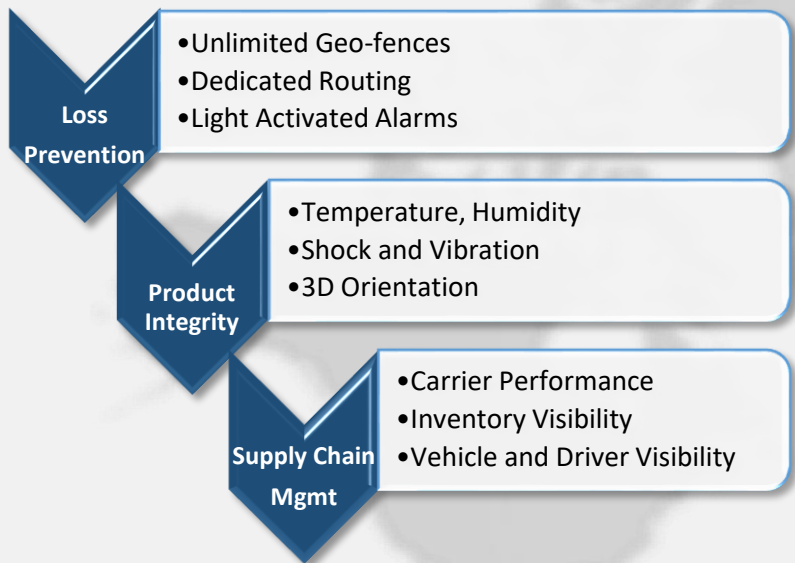 Loss
Prevention
•Unlimited Geo-fences
•Dedicated Routing
•Light Activated Alarms
Product
Integrity
•Temperature, Humidity
•Shock and Vibration
•3D Orientation
Supply Chain
Mgmt
•Carrier Performance
•Inventory Visibility
•Vehicle and Driver Visibility